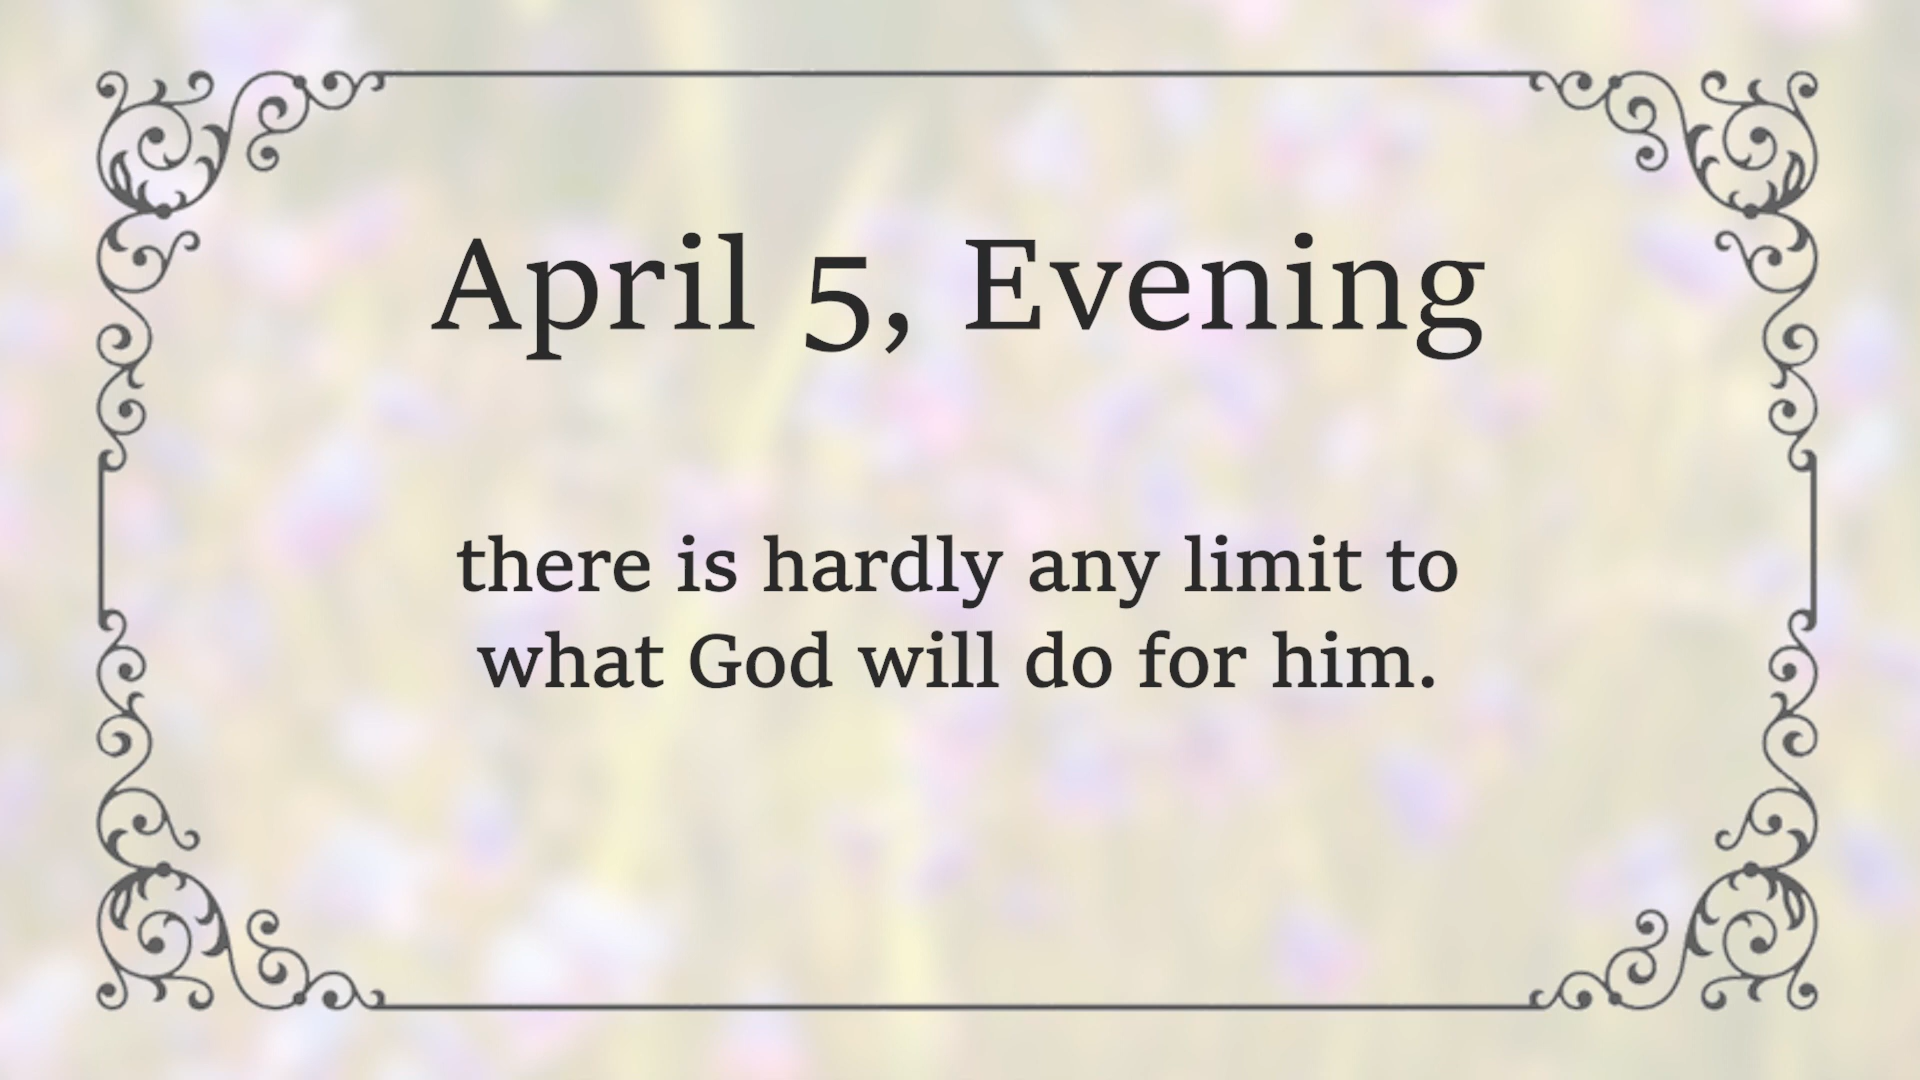 April 5, Evening
there is hardly any limit to
what God will do for him.